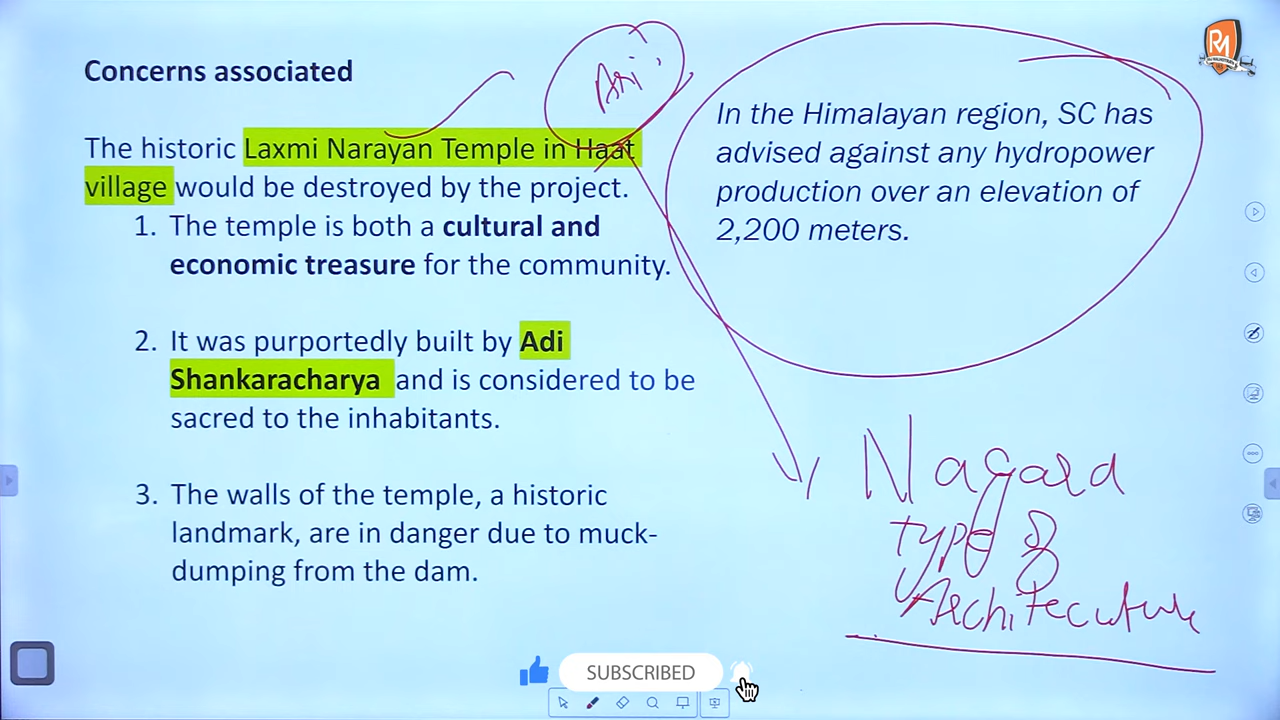 Concerns associated
The historic Laxmi Narayan Temple in Haat
village would be destroyed by the project.
1. The temple is both a cultural and
economic treasure for the community.
2. It was purportedly built by Adi
Shankaracharya and is considered to be
sacred to the inhabitants.
3. The walls of the temple, a historic
landmark, are in danger due to muck-
dumping from the dam.
In the Himalayan region, SC has
advised against any hydropower
production over an elevation of
2,200 meters.
Nagara
type of
SUBSCRIBED